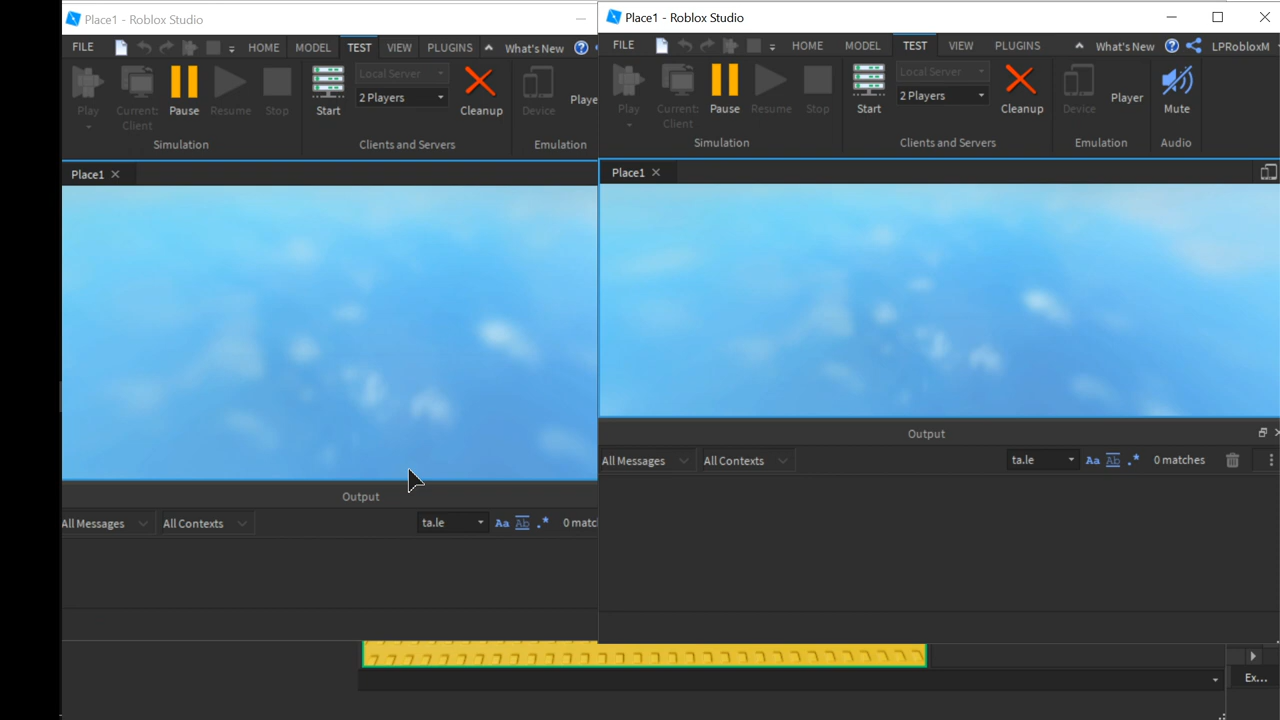 Place1 - Roblox Studio
FILE HOME MODEL TEST VIEW PLUGINS What's New
Local Server
2 Players
Play Current: Client Pause Resume Stop Start Cleanup Device Playe
Simulation Clients and Servers Emulation
Place1
Output
All Messages All Contexts ta.le Aa Ab .* 0 matc
Place1 - Roblox Studio
FILE HOME MODEL TEST VIEW PLUGINS What's New LPRobloxM
Local Server
2 Players
Play Current: Client Pause Resume Stop Start Cleanup Device Player Mute
Simulation Clients and Servers Emulation Audio
Place1
Output
All Messages All Contexts ta.le Aa Ab .* 0 matches
Ex...